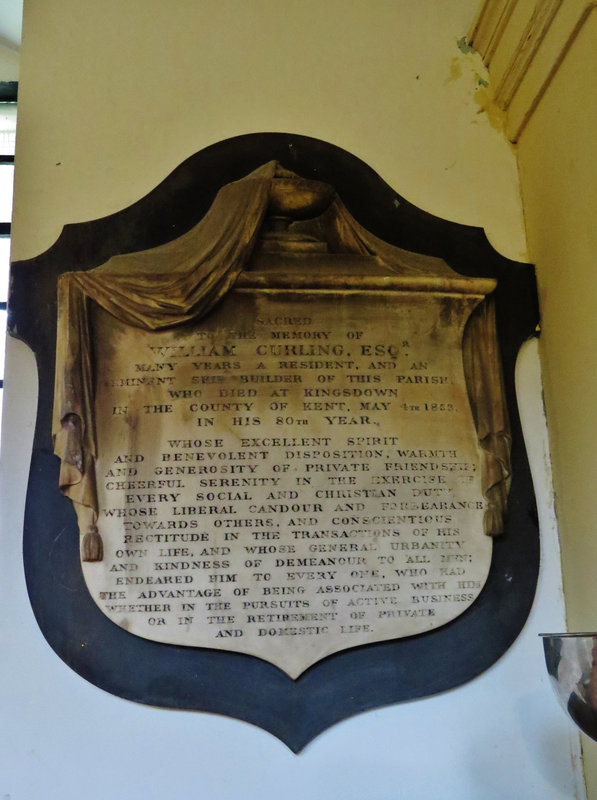 SACRED
TO THE MEMORY OF
WILLIAM CURLING, ESQR.
MANY YEARS A RESIDENT, AND AN
EMINENT SHIP BUILDER OF THIS PARISH,
WHO DIED AT KINGSDOWN
IN THE COUNTY OF KENT, MAY 4TH 1853,
IN HIS 80TH YEAR.
WHOSE EXCELLENT SPIRIT
AND BENEVOLENT DISPOSITION, WARMTH
AND GENEROSITY OF PRIVATE FRIENDSHIP;
CHEERFUL SERENITY IN THE EXERCISE OF
EVERY SOCIAL AND CHRISTIAN DUTY,
WHOSE LIBERAL CANDOUR AND FORBEARANCE
TOWARDS OTHERS, AND CONSCIENTIOUS
RECTITUDE IN THE TRANSACTIONS OF HIS
OWN LIFE, AND WHOSE GENERAL URBANITY
AND KINDNESS OF DEMEANOUR TO ALL MEN;
ENDEARED HIM TO EVERY ONE, WHO HAD
THE ADVANTAGE OF BEING ASSOCIATED WITH HIM
WHETHER IN THE PURSUITS OF ACTIVE BUSINESS
OR IN THE RETIREMENT OF PRIVATE
AND DOMESTIC LIFE.